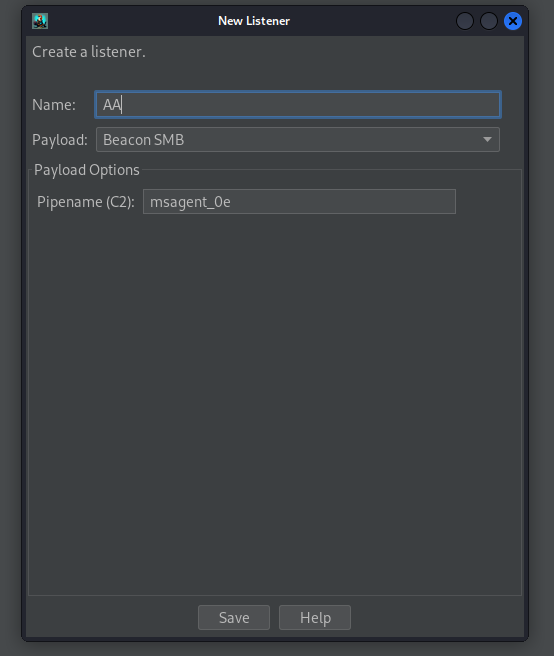 New Listener
Create a listener.
Name: AA
Payload: Beacon SMB
Payload Options
Pipename (C2): msagent_0e
Save Help